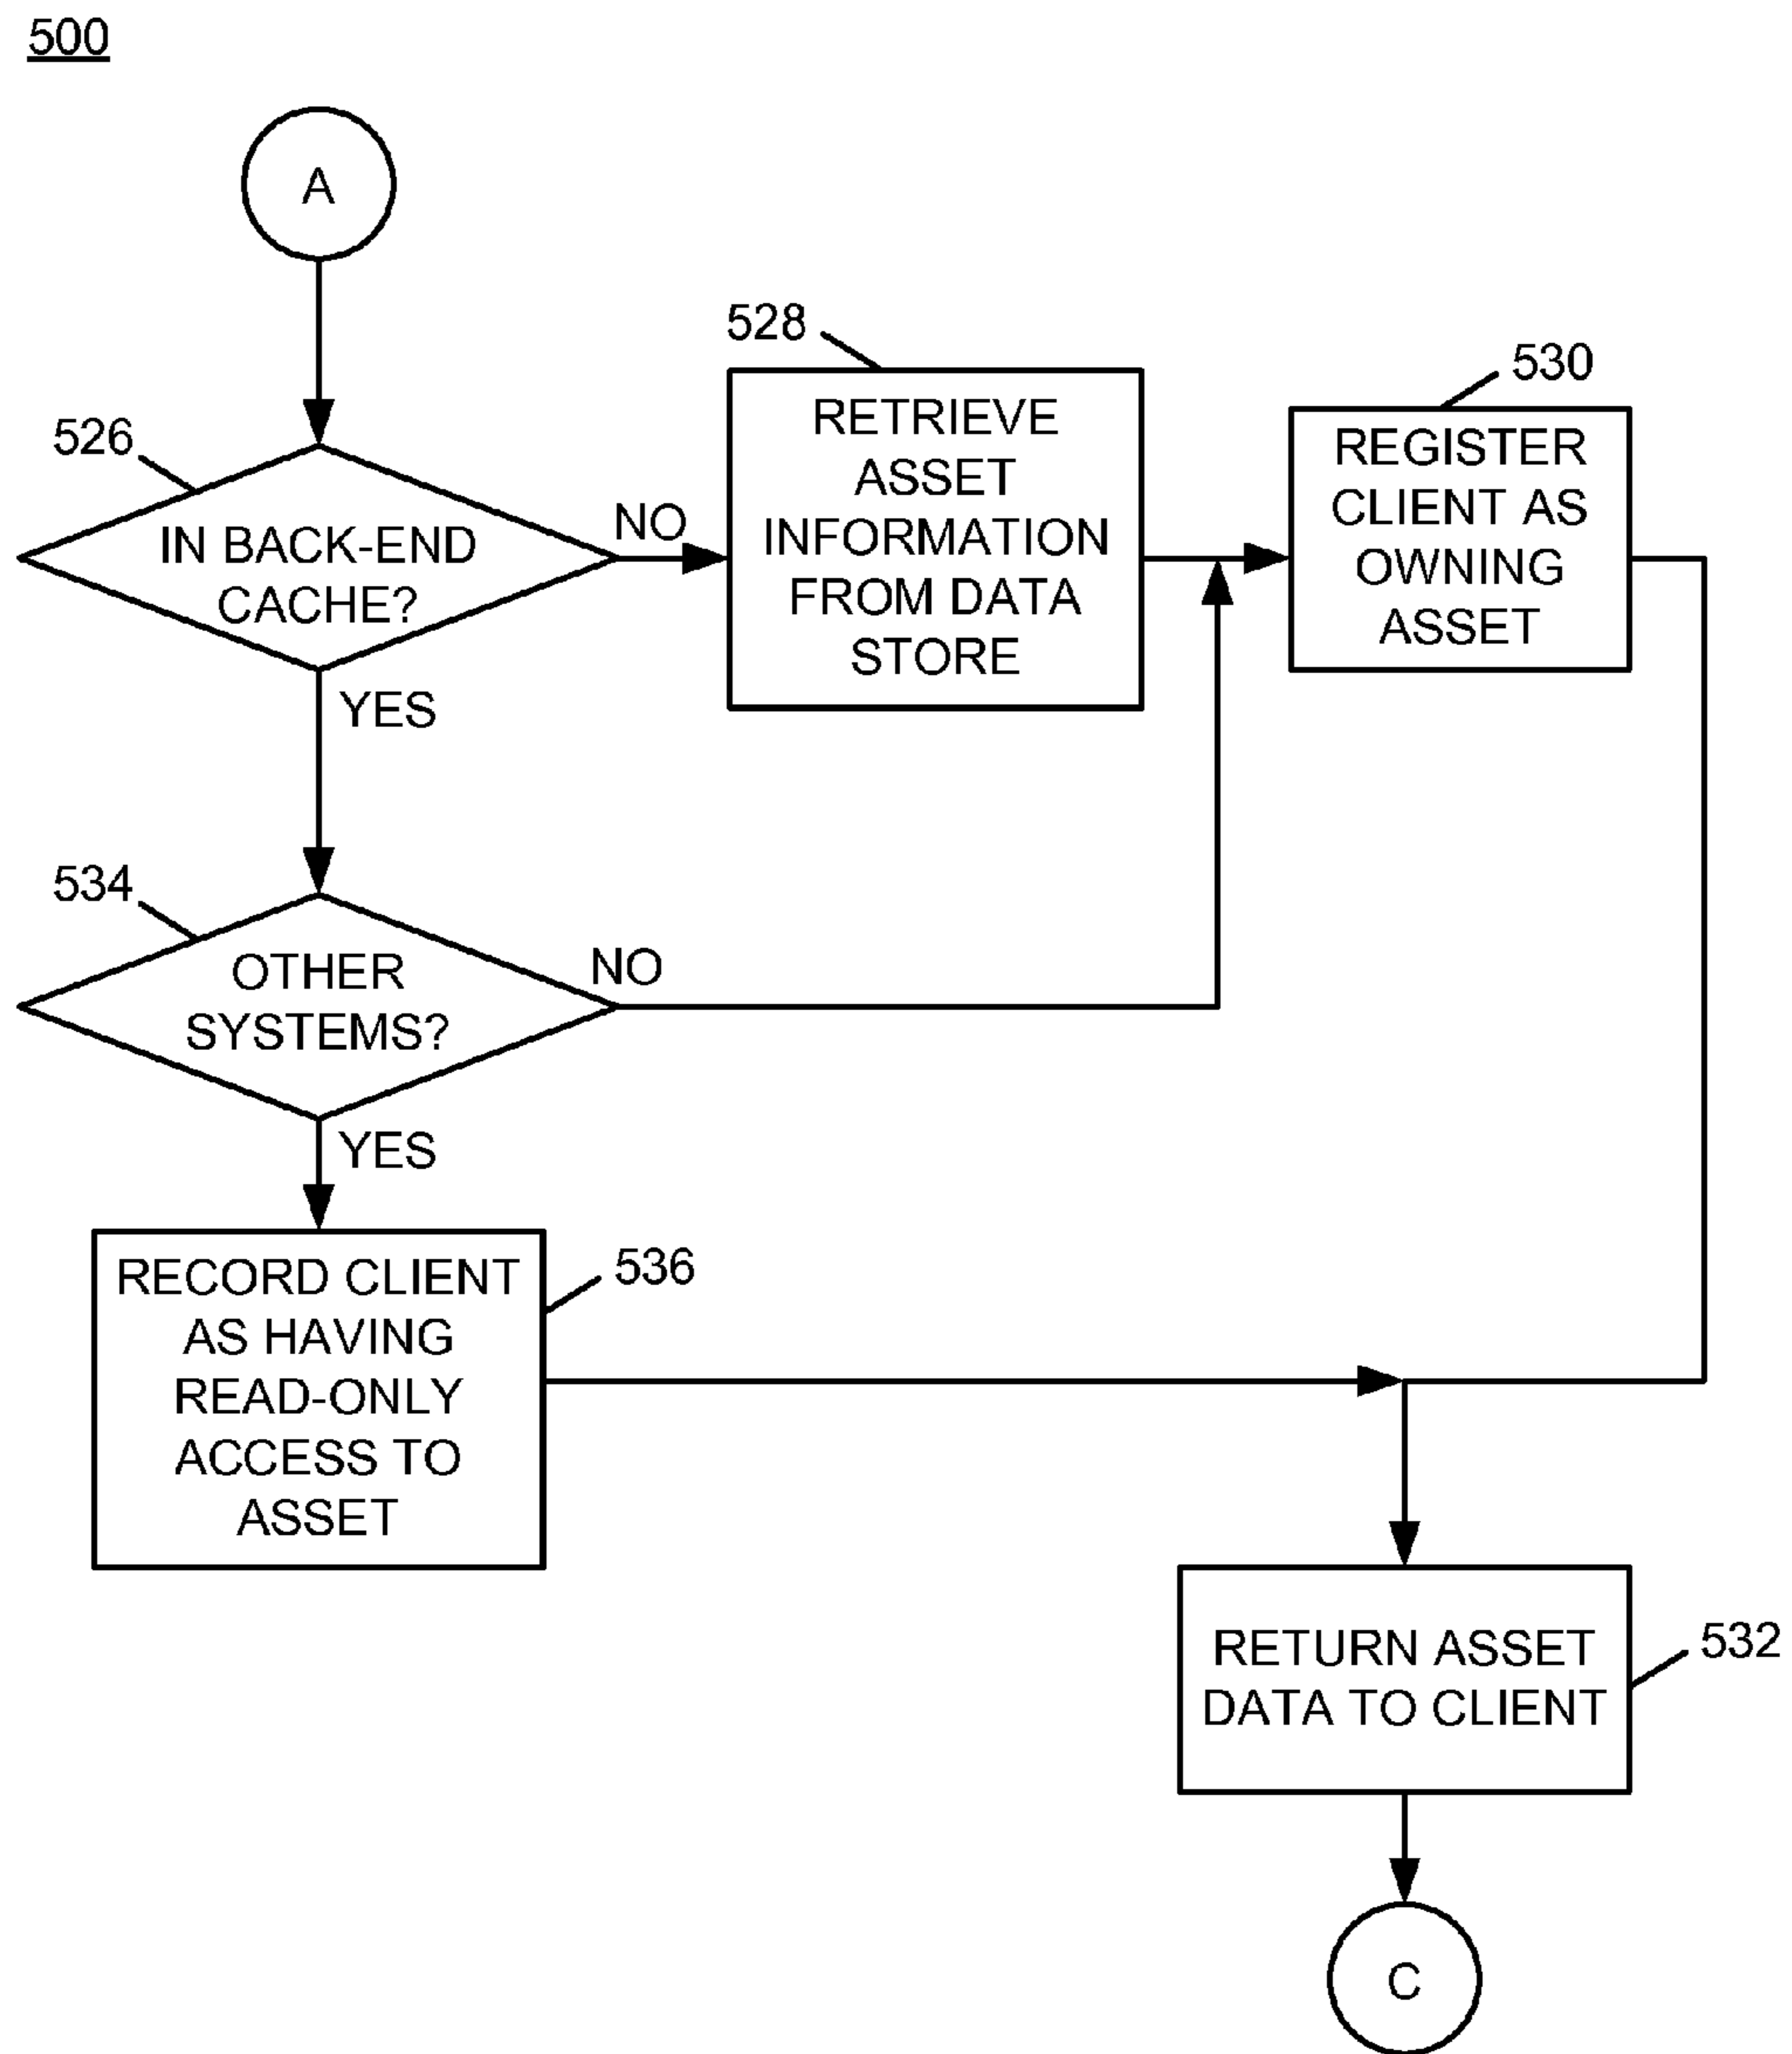 500
A
526
IN BACK-END
CACHE?
NO
YES
528
RETRIEVE
ASSET
INFORMATION
FROM DATA
STORE
530
REGISTER
CLIENT AS
OWNING
ASSET
534
OTHER
SYSTEMS?
NO
YES
RECORD CLIENT
AS HAVING
READ-ONLY
ACCESS TO
ASSET
536
RETURN ASSET
DATA TO CLIENT
532
C